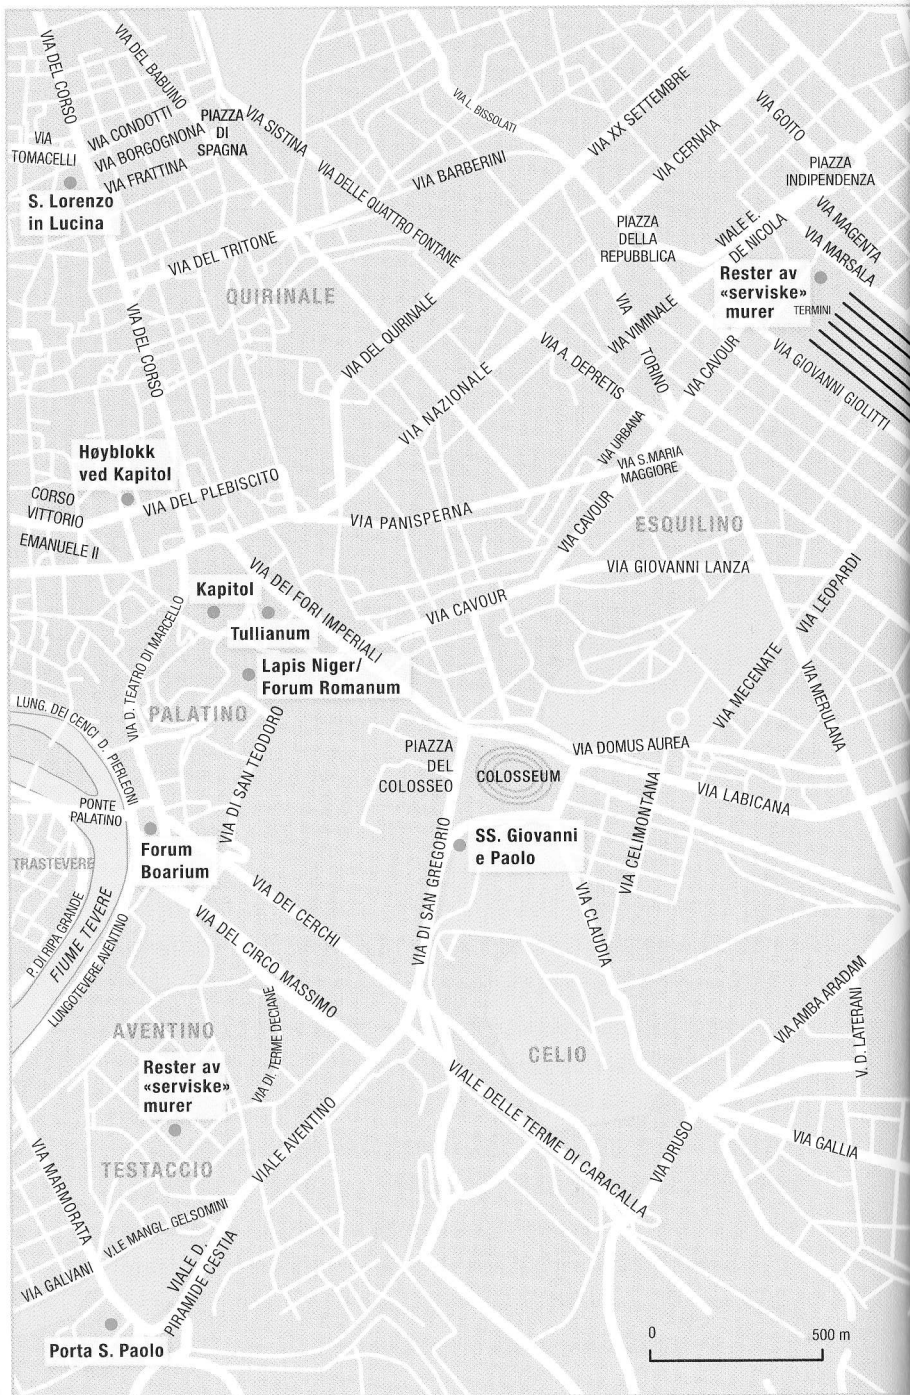 VIA DEL CORSO
VIA DEL BABUINO
VIA CONDOTTI
VIA BORGOGNONA
VIA FRATTINA
PIAZZA
DI
SPAGNA
VIA
TOMACELLI
S. Lorenzo
in Lucina
VIA SISTINA
VIA L. BISSOLATI
VIA XX SETTEMBRE
VIA GOITO
VIA CERNAIA
PIAZZA
INDIPENDENZA
VIA BARBERINI
VIA DELLE QUATTRO FONTANE
VIA DEL TRITONE
PIAZZA
DELLA
REPUBBLICA
VIALE E.
DE NICOLA
VIA MAGENTA
VIA MARSALA
Rester av
«serviske»
murer
TERMINI
QUIRINALE
VIA DEL CORSO
VIA DEL QUIRINALE
VIA NAZIONALE
VIA A. DEPRETIS
VIA VIMINALE
VIA
TORINO
VIA CAVOUR
VIA GIOVANNI GIOLITTI
VIA URBANA
VIA S.MARIA
MAGGIORE
Høyblokk
ved Kapitol
CORSO
VITTORIO
EMANUELE II
VIA DEL PLEBISCITO
VIA PANISPERNA
VIA CAVOUR
ESQUILINO
VIA GIOVANNI LANZA
VIA LEOPARDI
VIA DEI FORI IMPERIALI
VIA CAVOUR
Kapitol
Tullianum
Lapis Niger/
Forum Romanum
VIA D. TEATRO DI MARCELLO
PALATINO
VIA MECENATE
VIA MERULANA
LUNG. DEI CENCI D. PIERLEONI
VIA DI SAN TEODORO
PIAZZA
DEL
COLOSSEO
COLOSSEUM
VIA DOMUS AUREA
VIA LABICANA
VIA CELIMONTANA
PONTE
PALATINO
TRASTEVERE
Forum
Boarium
SS. Giovanni
e Paolo
VIA DI SAN GREGORIO
VIA CLAUDIA
P. DI RIPA GRANDE
FIUME TEVERE
LUNGOTEVERE AVENTINO
VIA DEI CERCHI
VIA DEL CIRCO MASSIMO
VIA DI. TERME DECIANE
AVENTINO
CELIO
VIA AMBA ARADAM
V. D. LATERANI
Rester av
«serviske»
murer
TESTACCIO
VIALE AVENTINO
VIALE DELLE TERME DI CARACALLA
VIA DRUSO
VIA GALLIA
VIA MARMORATA
V.LE MANGL. GELSOMINI
VIA GALVANI
VIALE D.
PIRAMIDE CESTIA
Porta S. Paolo
0 500 m